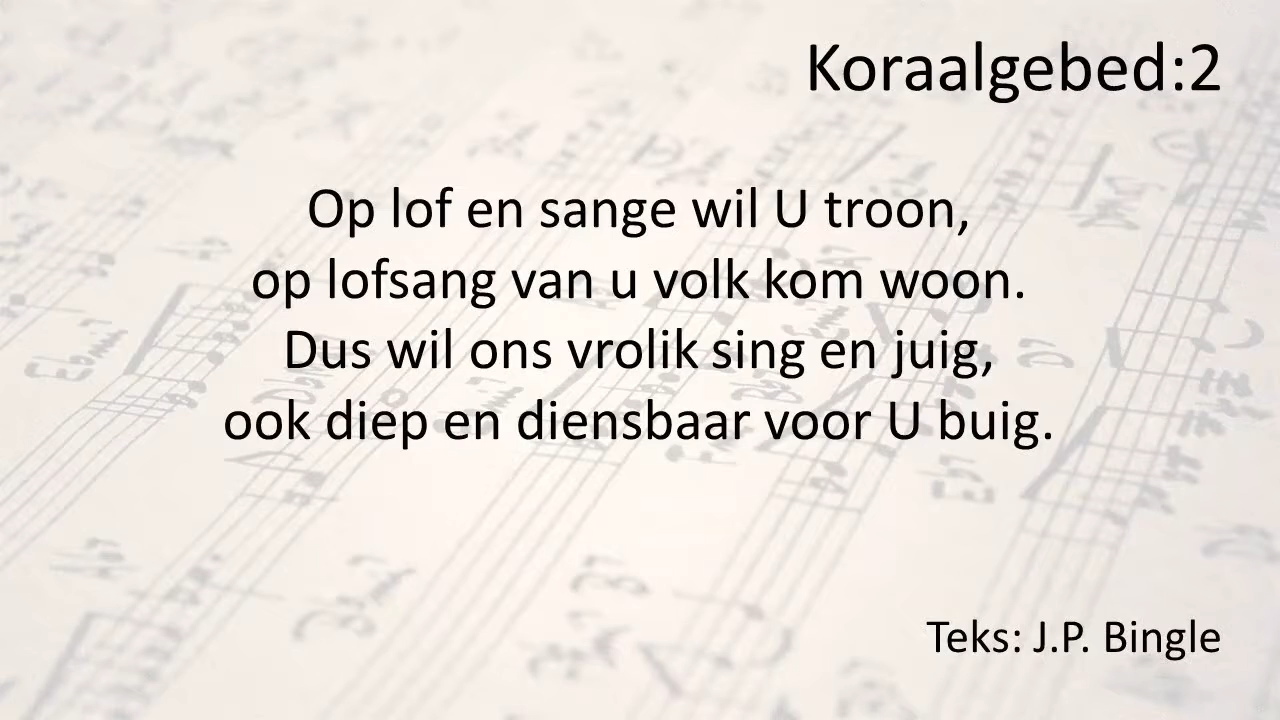 Koraalgebed:2
Op lof en sange wil U troon,
op lofsang van u volk kom woon.
Dus wil ons vrolik sing en juig,
ook diep en diensbaar voor U buig.
Teks: J.P. Bingle